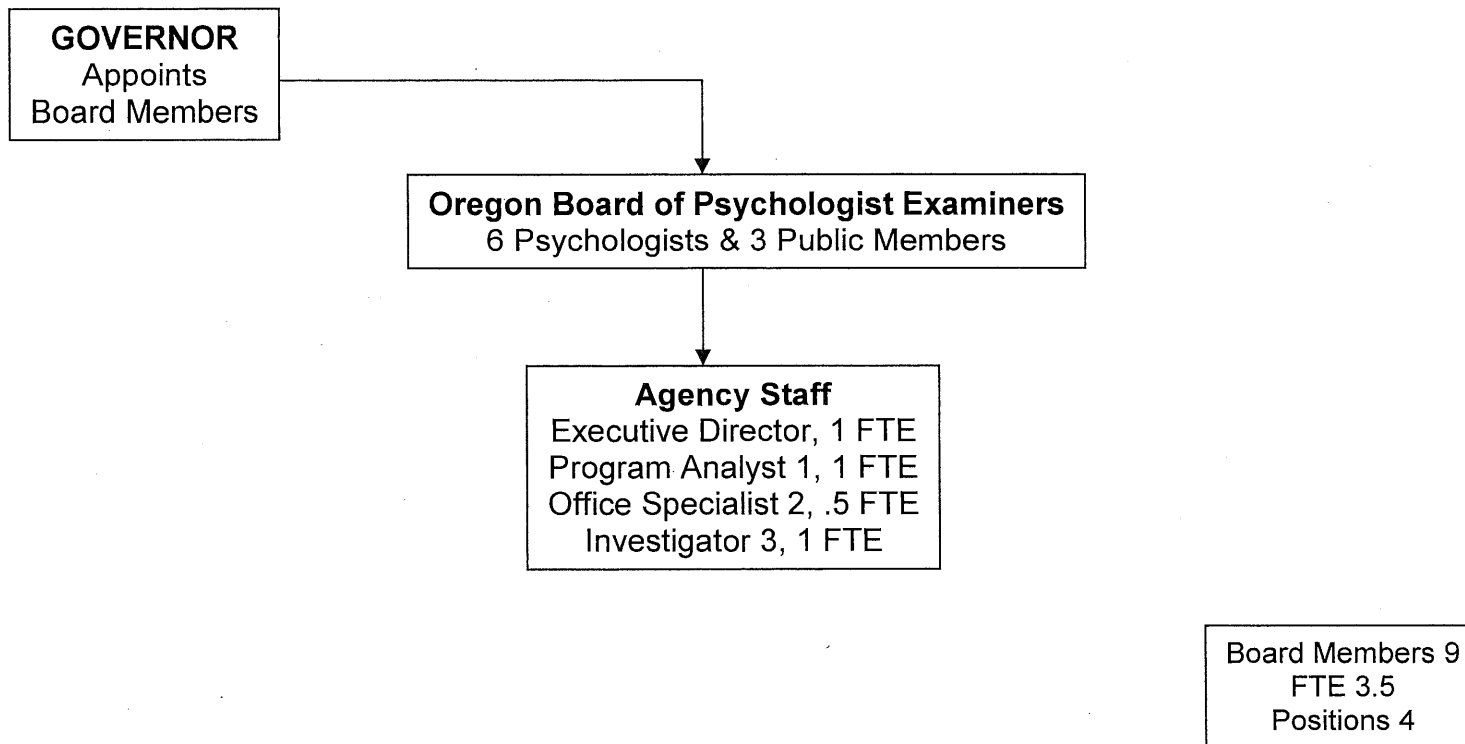 GOVERNOR
Appoints
Board Members
Oregon Board of Psychologist Examiners
6 Psychologists & 3 Public Members
Agency Staff
Executive Director, 1 FTE
Program Analyst 1, 1 FTE
Office Specialist 2, .5 FTE
Investigator 3, 1 FTE
Board Members 9
FTE 3.5
Positions 4